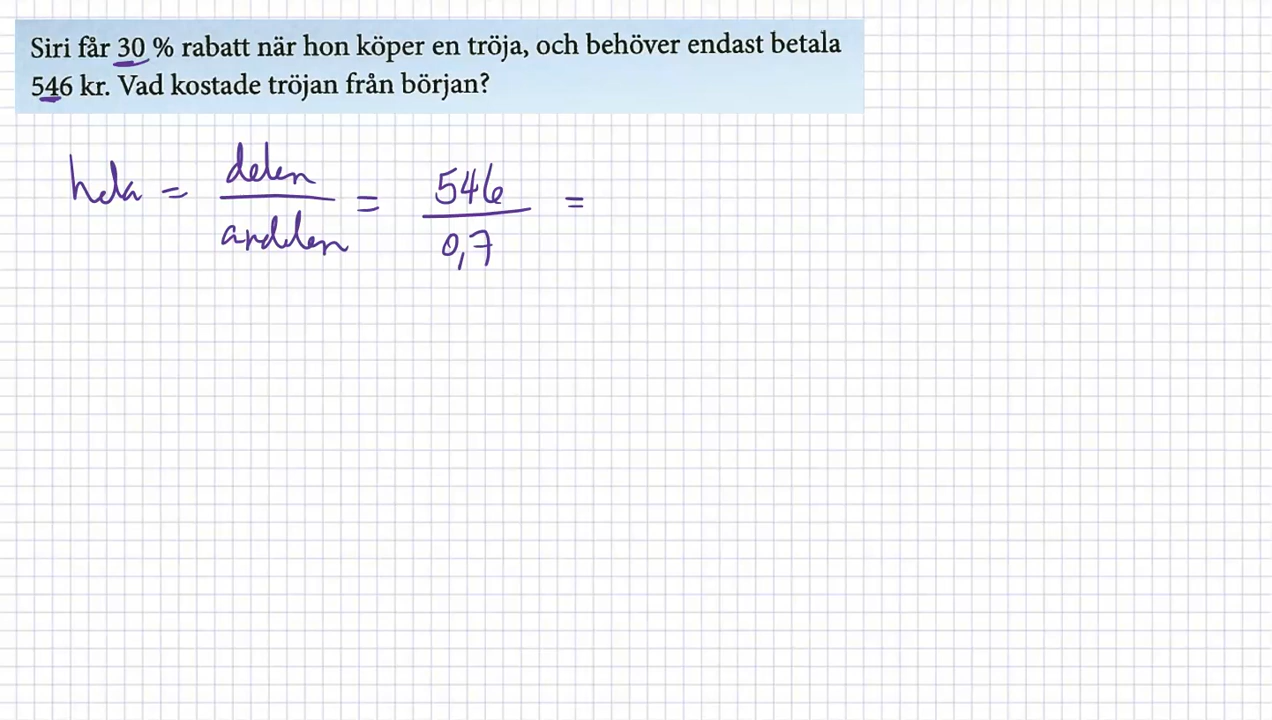 Siri får 30 % rabatt när hon köper en tröja, och behöver endast betala
546 kr. Vad kostade tröjan från början?
hela = delen / andelen = 546 / 0,7 =